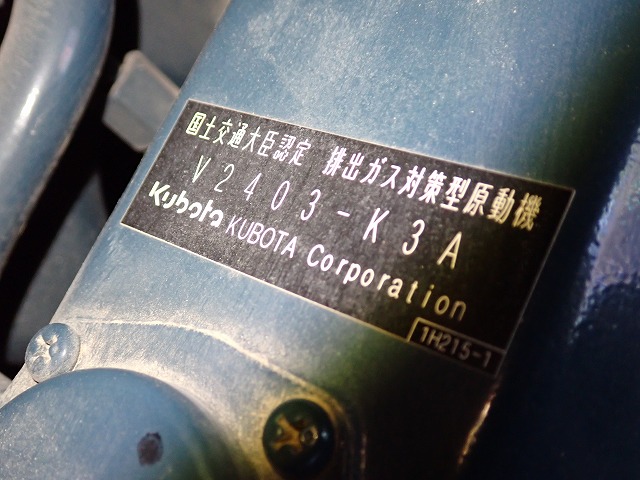 国土交通大臣認定 排出ガス対策型原動機
V2403-K3A
Kubota KUBOTA Corporation
1H215-1